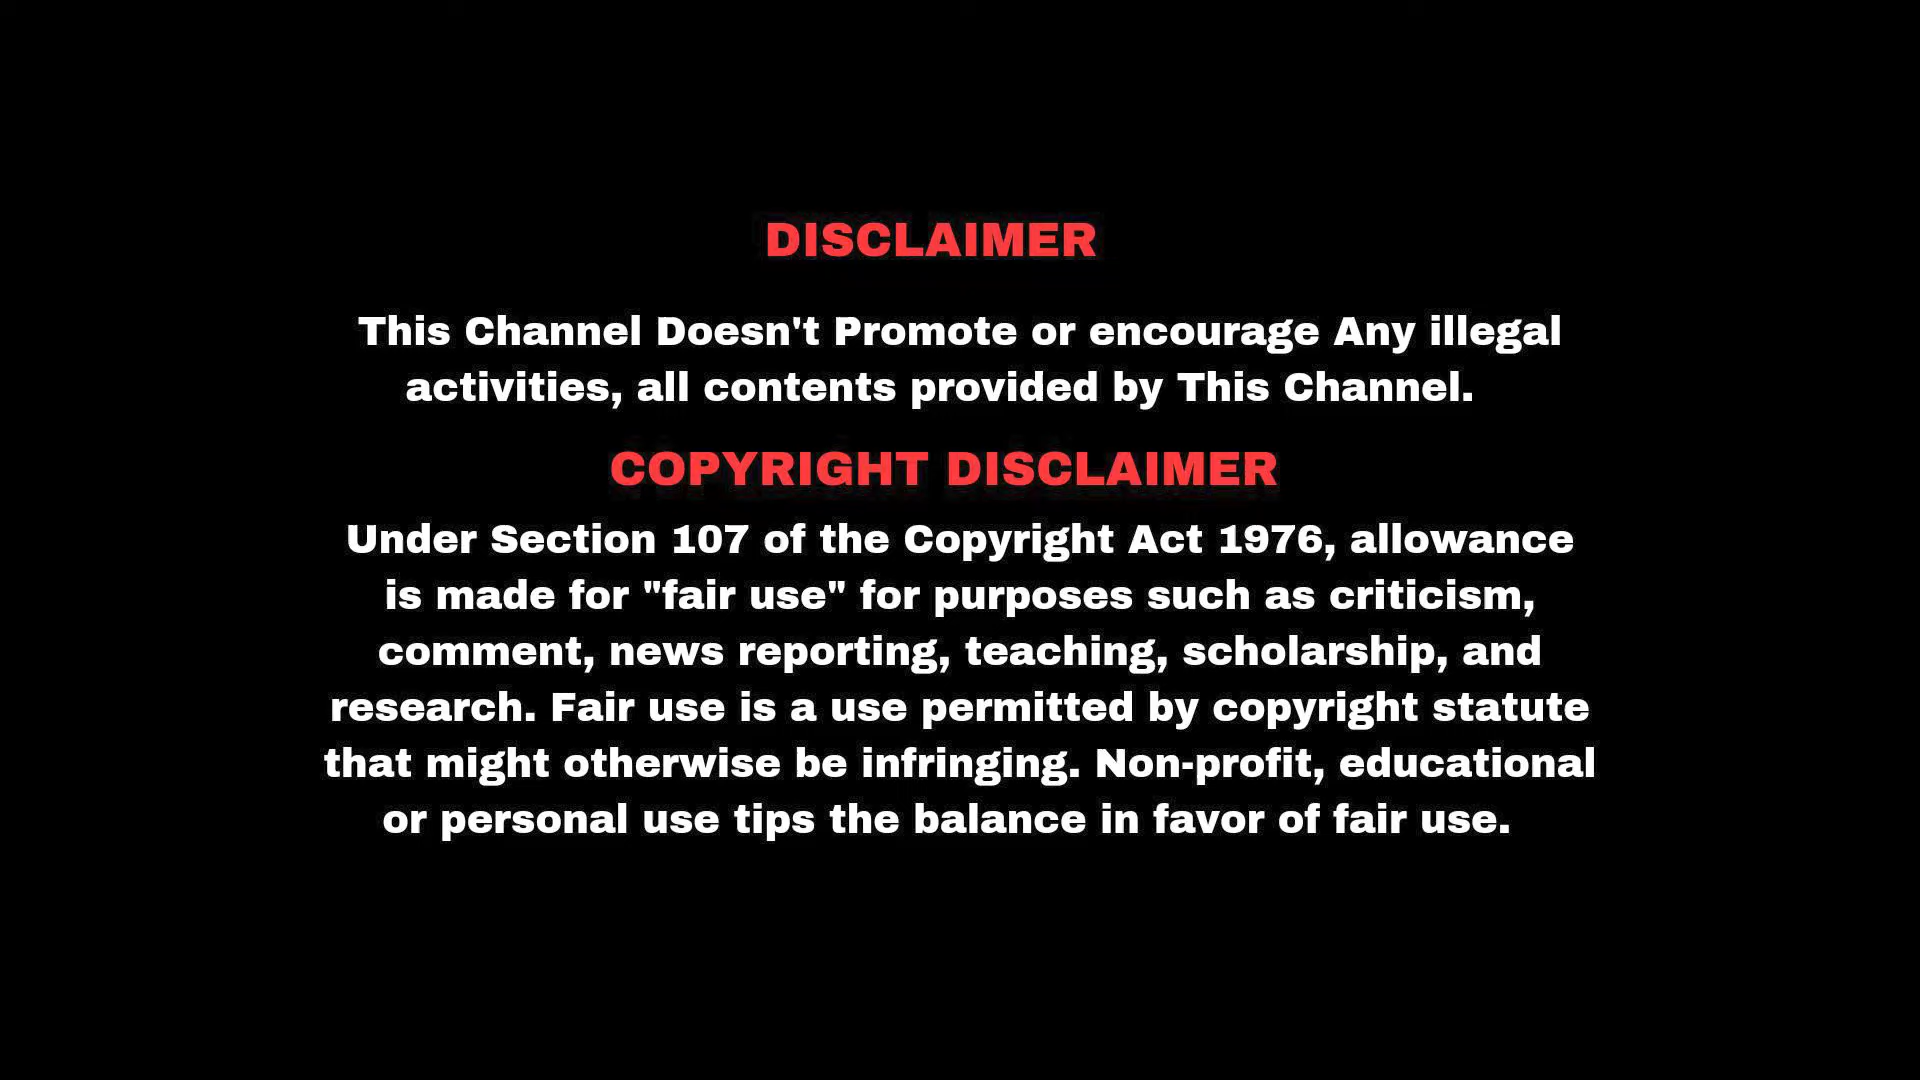 DISCLAIMER
This Channel Doesn't Promote or encourage Any illegal
activities, all contents provided by This Channel.
COPYRIGHT DISCLAIMER
Under Section 107 of the Copyright Act 1976, allowance
is made for "fair use" for purposes such as criticism,
comment, news reporting, teaching, scholarship, and
research. Fair use is a use permitted by copyright statute
that might otherwise be infringing. Non-profit, educational
or personal use tips the balance in favor of fair use.